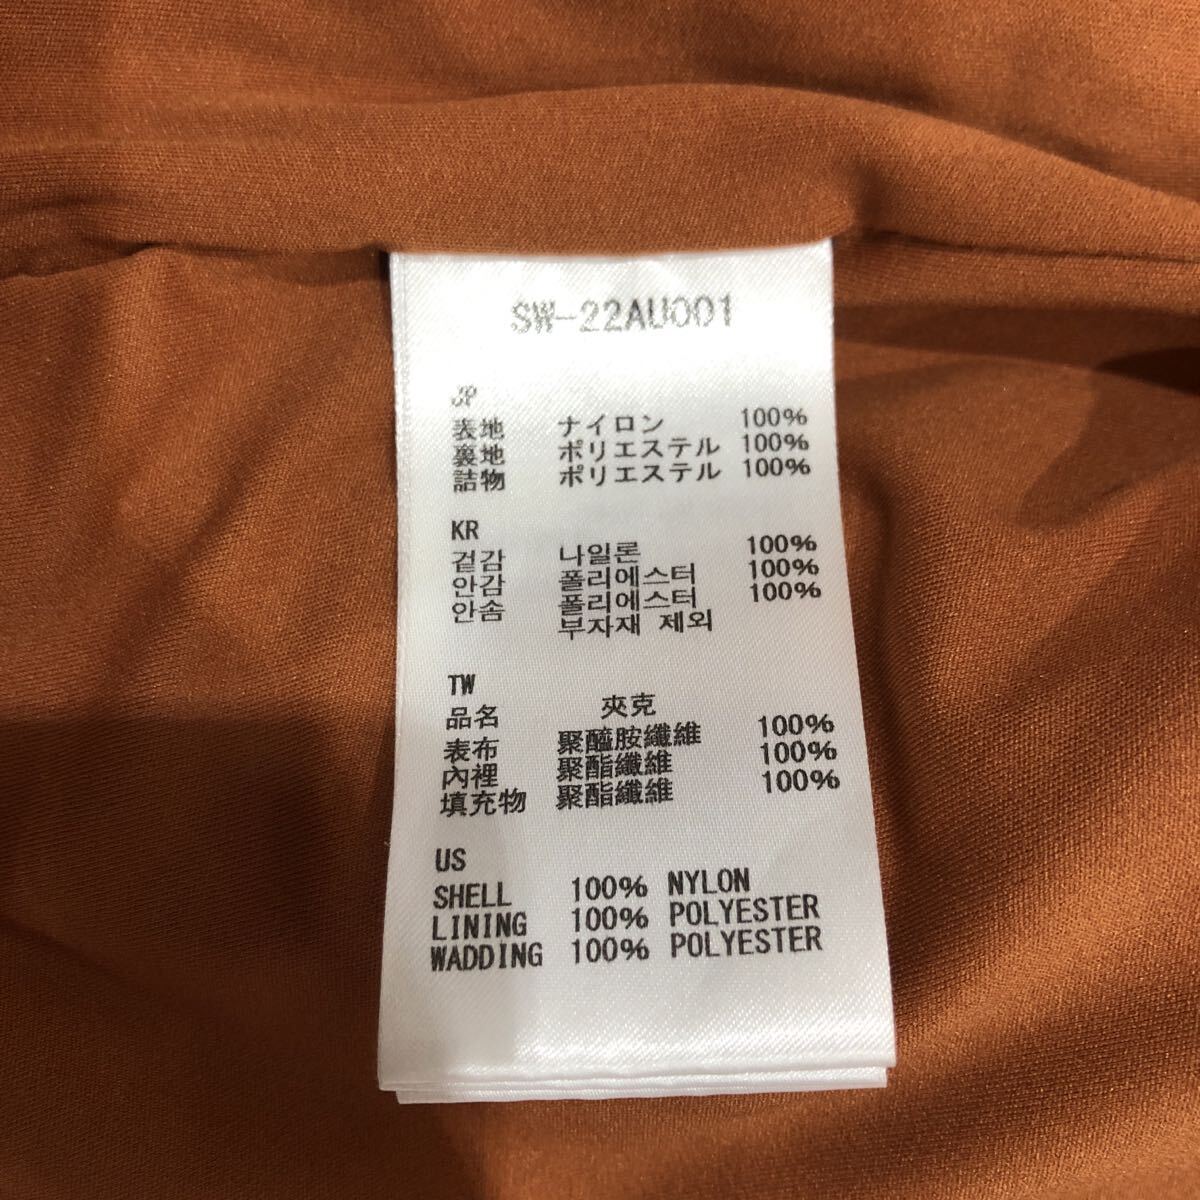 SW-22AU001
JP
表地 ナイロン 100%
裏地 ポリエステル 100%
詰物 ポリエステル 100%
KR
겉감 나일론 100%
안감 폴리에스터 100%
안솜 폴리에스터 100%
부자재 제외
TW
品名 夾克
表布 聚醯胺纖維 100%
內裡 聚酯纖維 100%
填充物 聚酯纖維 100%
US
SHELL 100% NYLON
LINING 100% POLYESTER
WADDING 100% POLYESTER